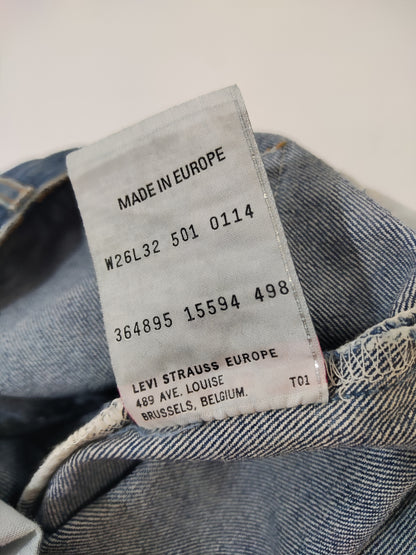 MADE IN EUROPE
W26L32 501 0114
364895 15594 498
LEVI STRAUSS EUROPE
489 AVE. LOUISE
BRUSSELS, BELGIUM. T01